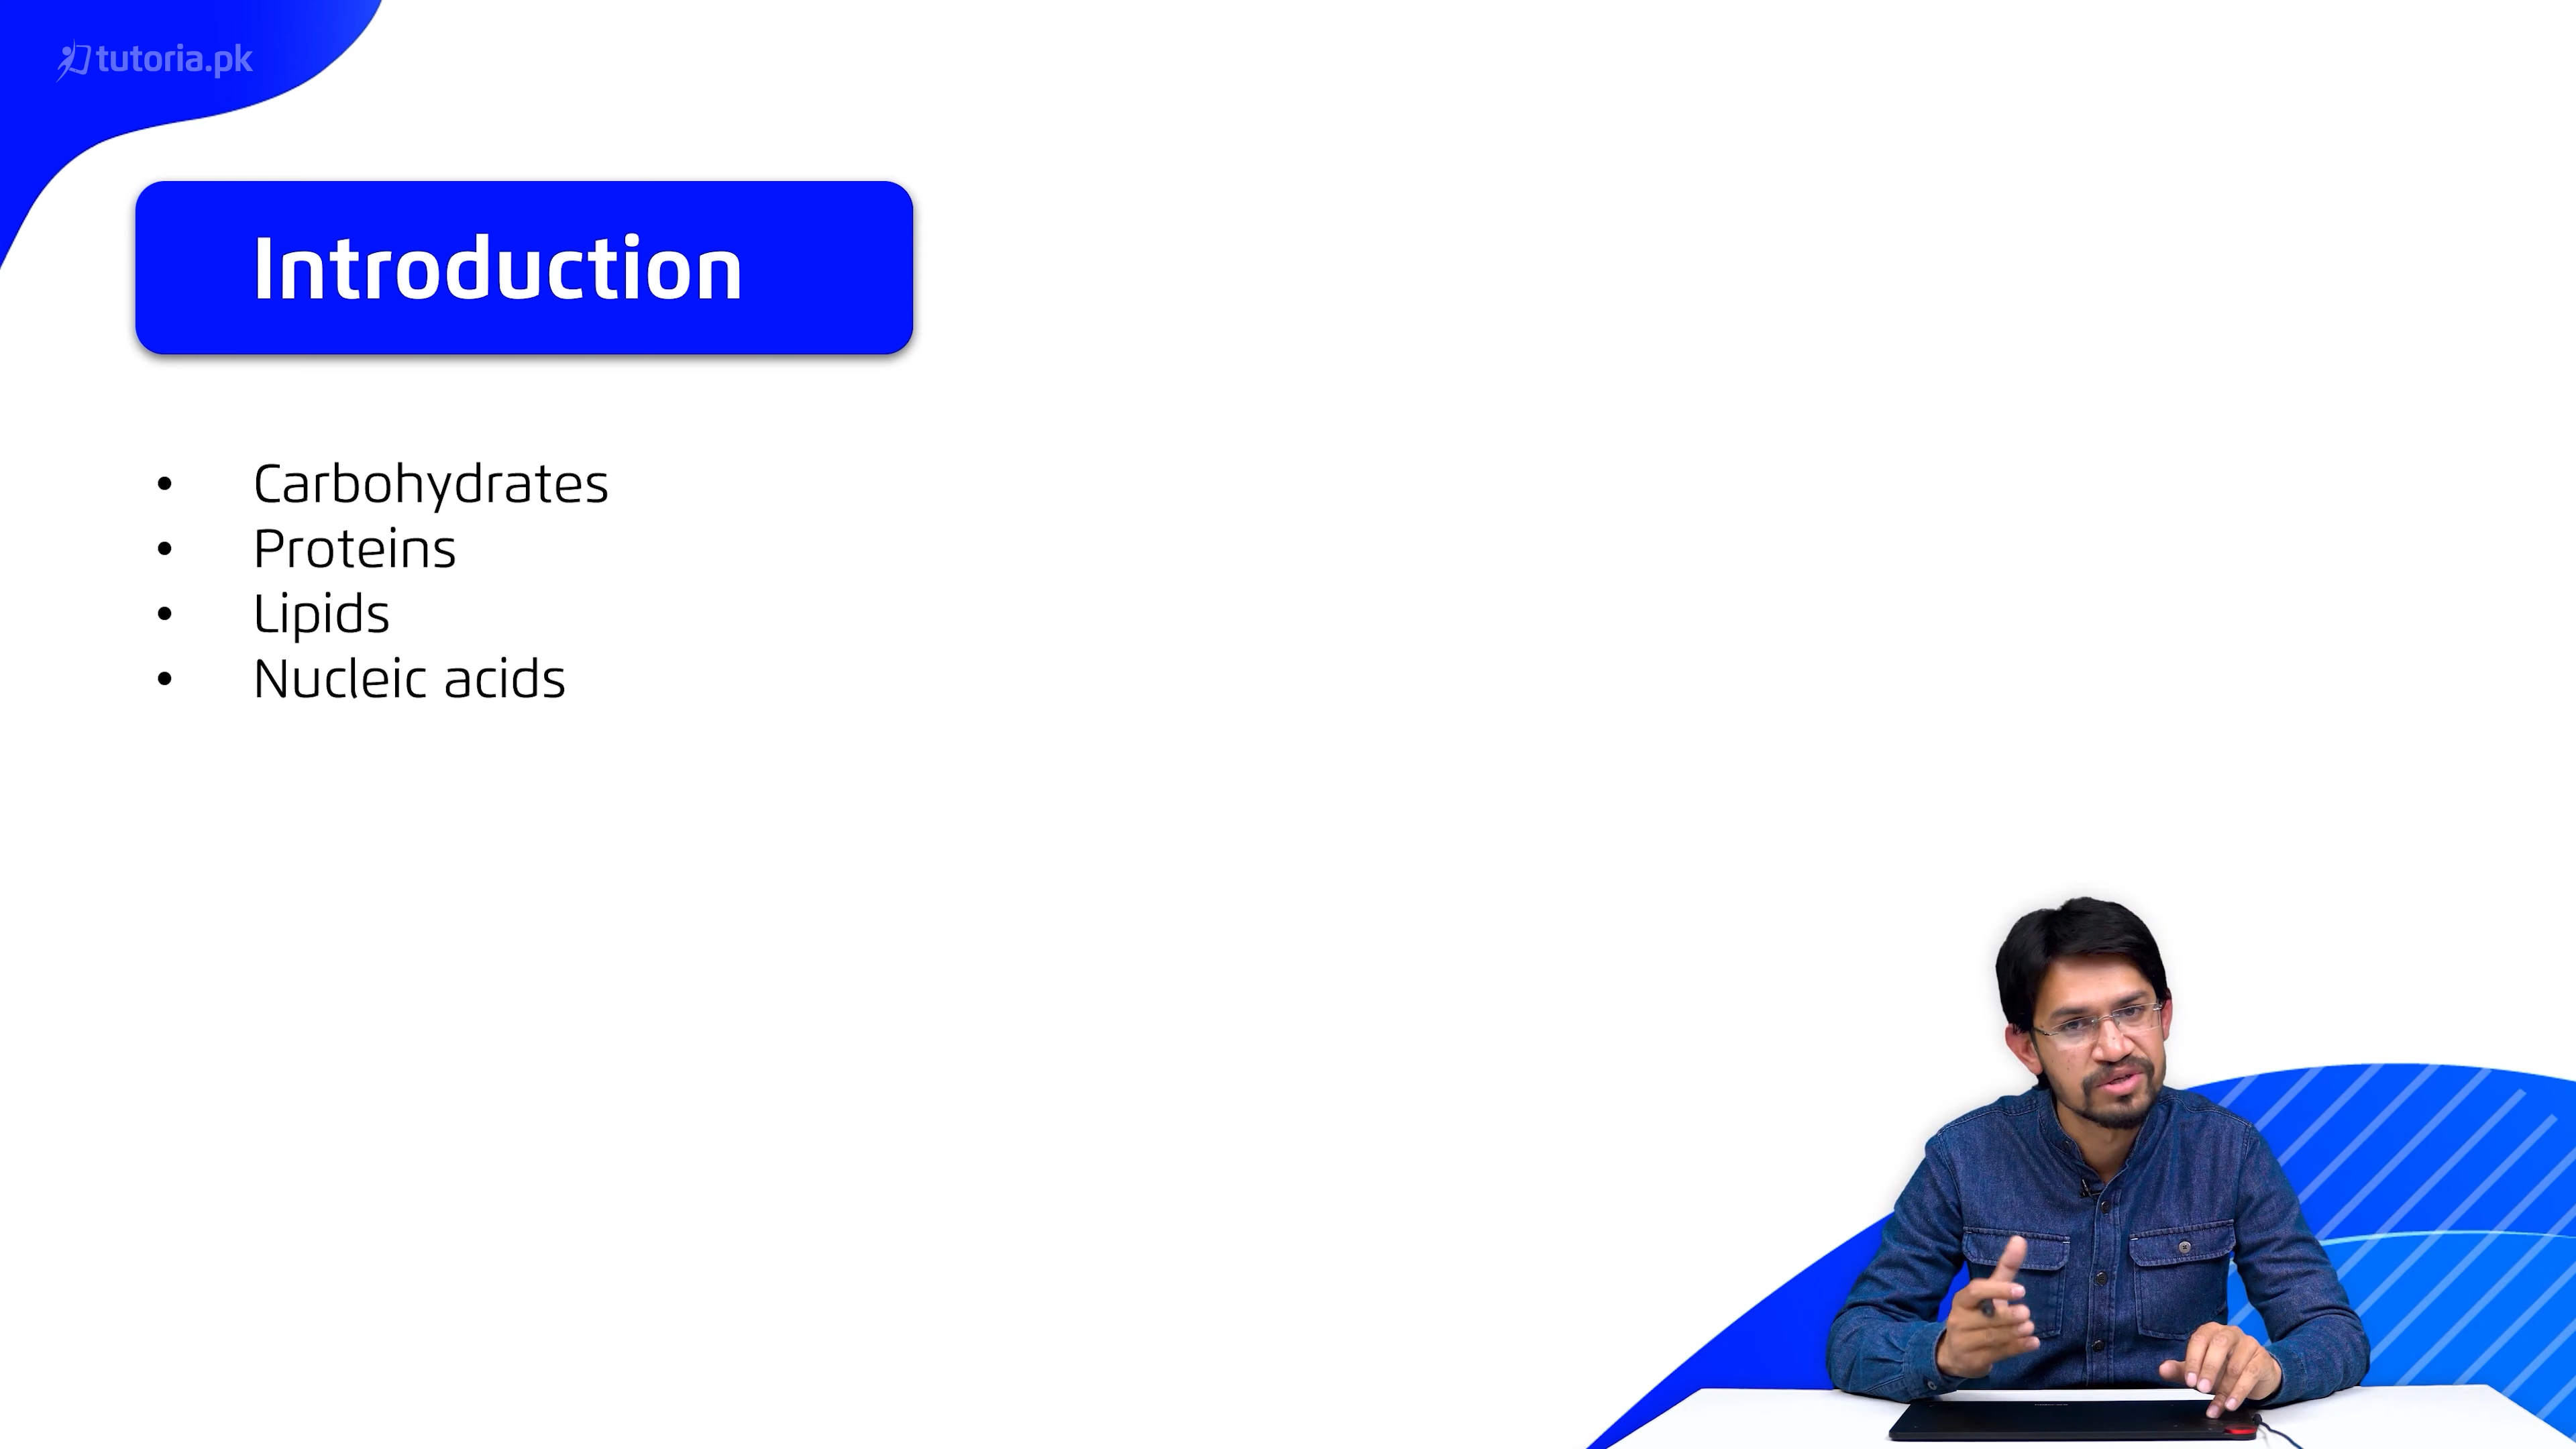 tutoria.pk
Introduction
• Carbohydrates
• Proteins
• Lipids
• Nucleic acids